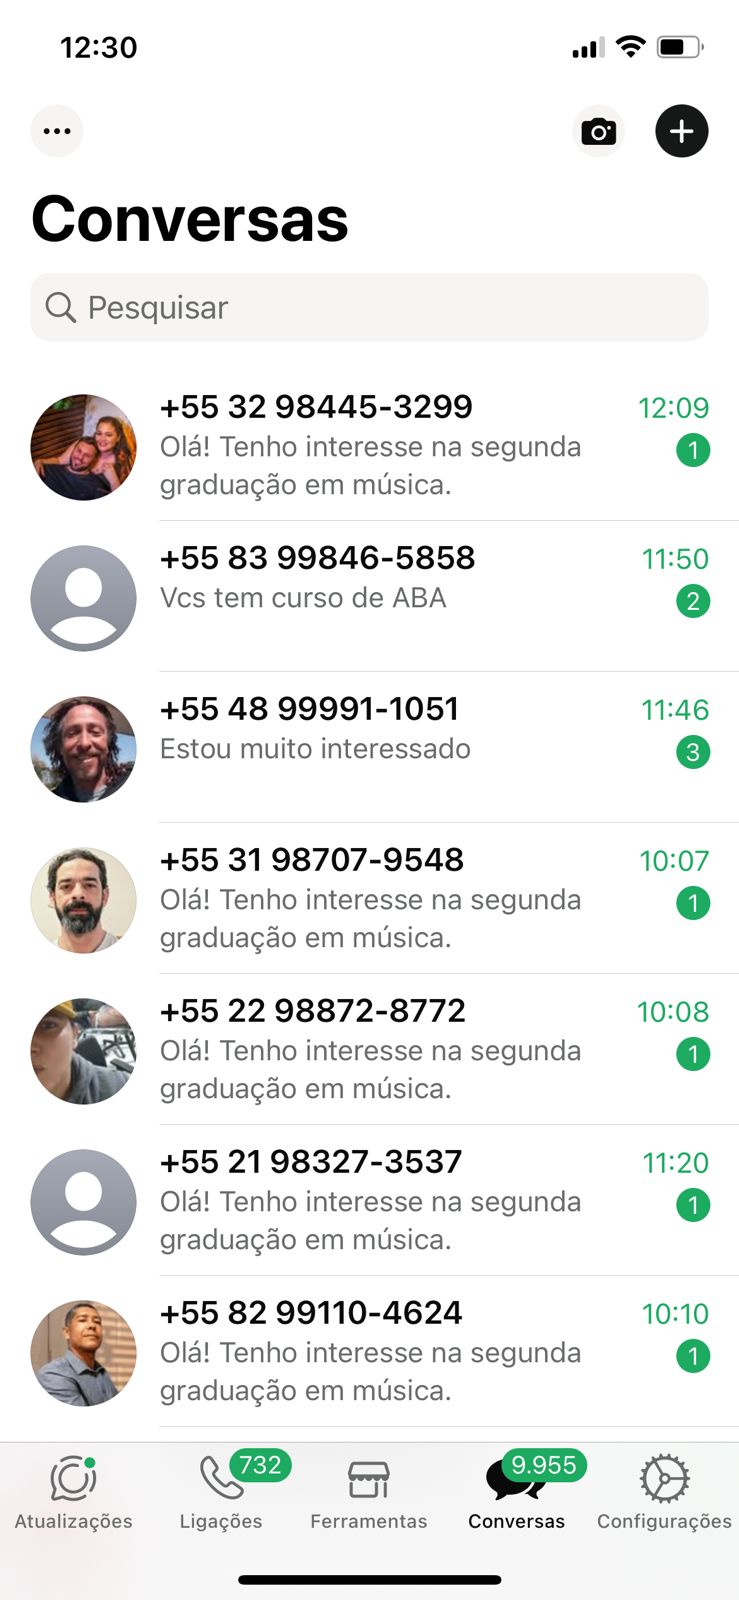 12:30
Conversas
Pesquisar
+55 32 98445-3299
12:09
Olá! Tenho interesse na segunda
1
graduação em música.
+55 83 99846-5858
11:50
Vcs tem curso de ABA
2
+55 48 99991-1051
11:46
Estou muito interessado
3
+55 31 98707-9548
10:07
Olá! Tenho interesse na segunda
1
graduação em música.
+55 22 98872-8772
10:08
Olá! Tenho interesse na segunda
1
graduação em música.
+55 21 98327-3537
11:20
Olá! Tenho interesse na segunda
1
graduação em música.
+55 82 99110-4624
10:10
Olá! Tenho interesse na segunda
1
graduação em música.
732
9.955
Atualizações
Ligações
Ferramentas
Conversas
Configurações